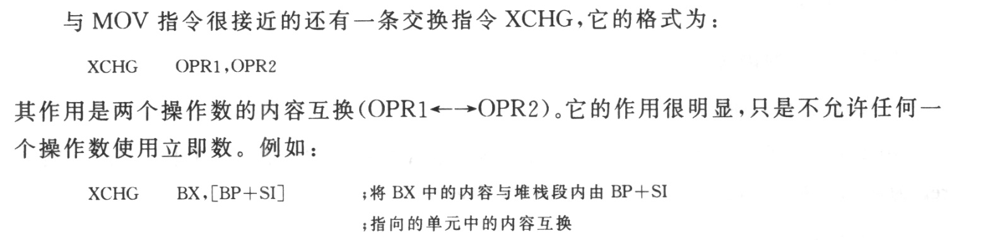 与 MOV 指令很接近的还有一条交换指令 XCHG,它的格式为:
XCHG OPR1,OPR2
其作用是两个操作数的内容互换(OPR1←→OPR2)。它的作用很明显,只是不允许任何一
个操作数使用立即数。例如:
XCHG BX,[BP+SI] ;将 BX 中的内容与堆栈段内由 BP+SI
;指向的单元中的内容互换